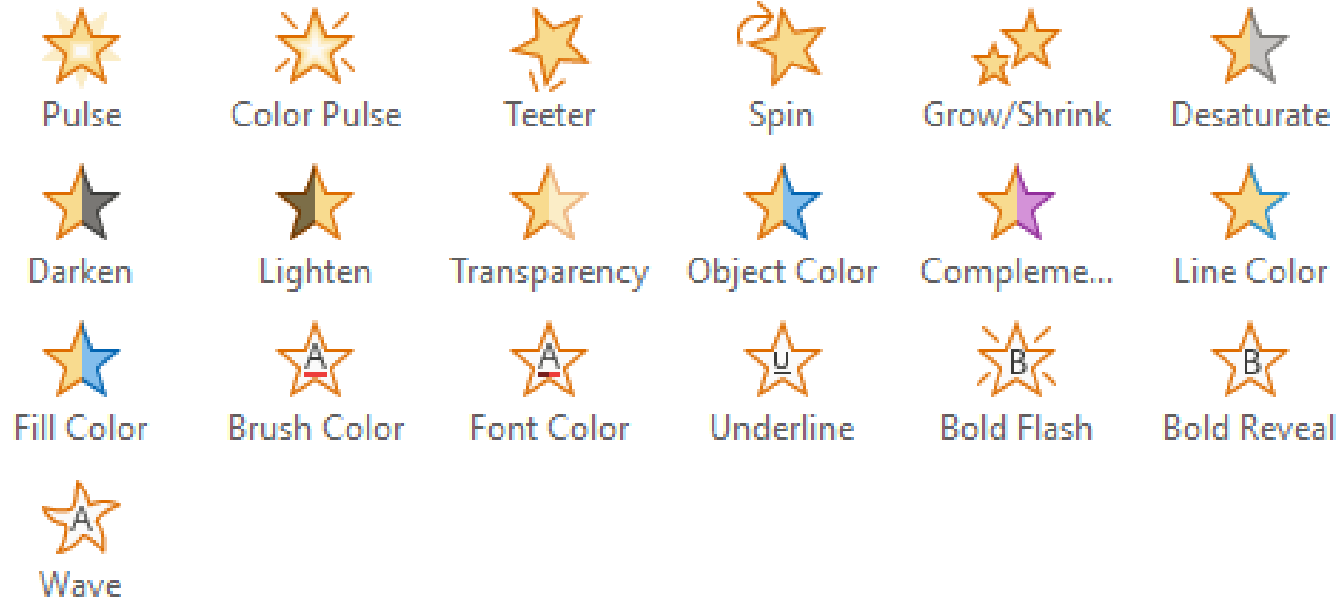 Pulse Color Pulse Teeter Spin Grow/Shrink Desaturate
Darken Lighten Transparency Object Color Compleme... Line Color
A A U B B
Fill Color Brush Color Font Color Underline Bold Flash Bold Reveal
A
Wave